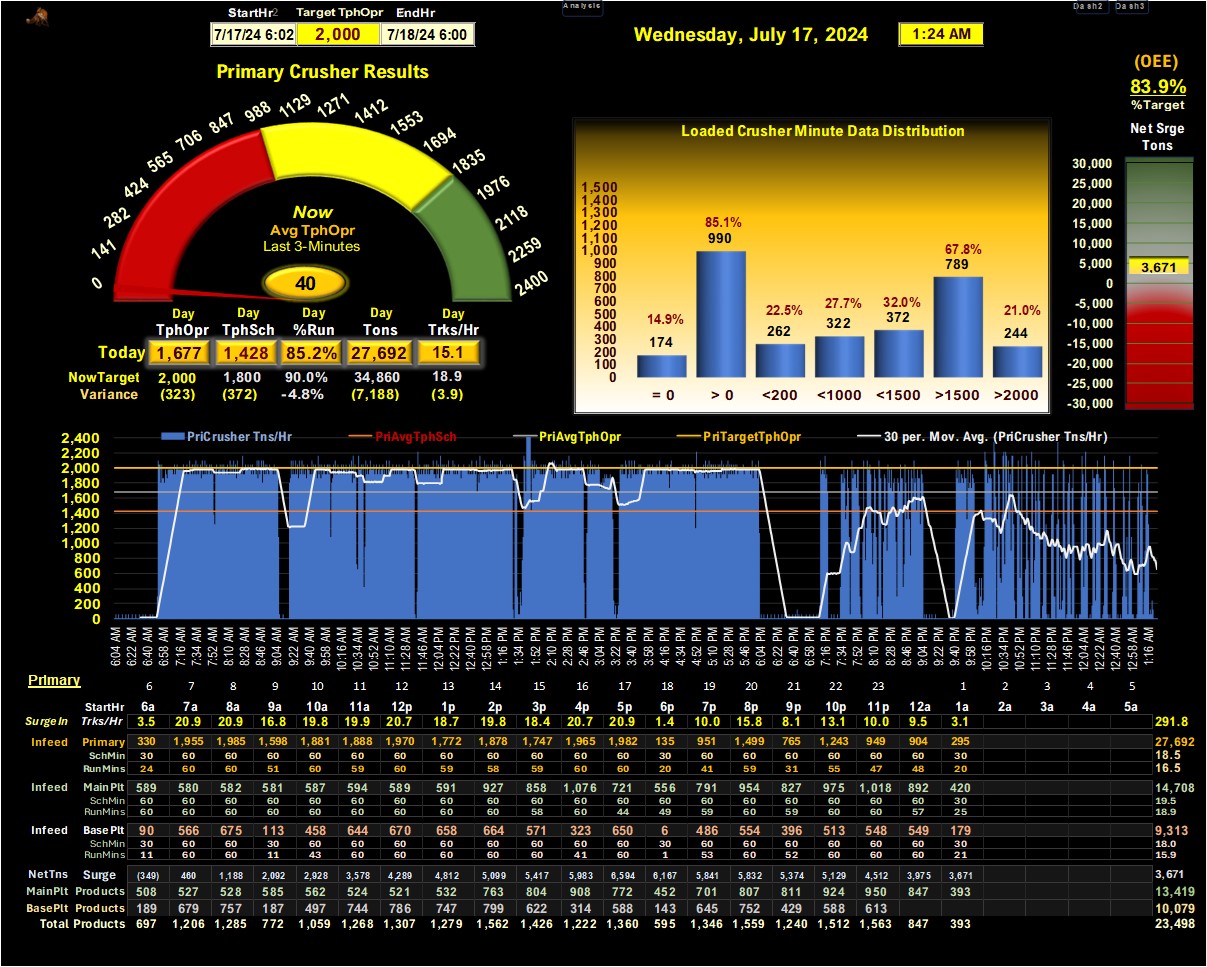 StartHr2 Target TphOpr EndHr
7/17/24 6:02 2,000 7/18/24 6:00
Analysis
Wednesday, July 17, 2024 1:24 AM
Dash2 Dash3
(OEE)
83.9%
%Target
Primary Crusher Results
0 141 282 424 565 706 847 988 1129 1271 1412 1553 1694 1835 1976 2118 2259 2400
Now
Avg TphOpr
Last 3-Minutes
40
Day Day Day Day Day
TphOpr TphSch %Run Tons Trks/Hr
Today 1,677 1,428 85.2% 27,692 15.1
NowTarget 2,000 1,800 90.0% 34,860 18.9
Variance (323) (372) -4.8% (7,188) (3.9)
Loaded Crusher Minute Data Distribution
1,500
1,400
1,300
1,200
1,100
1,000
900
800
700
600
500
400
300
200
100
0
14.9% 85.1% 22.5% 27.7% 32.0% 67.8% 21.0%
174 990 262 322 372 789 244
= 0 > 0 <200 <1000 <1500 >1500 >2000
Net Srge
Tons
30,000
25,000
20,000
15,000
10,000
5,000
0
-5,000
-10,000
-15,000
-20,000
-25,000
-30,000
3,671
PriCrusher Tns/Hr PriAvgTphSch PriAvgTphOpr PriTargetTphOpr 30 per. Mov. Avg. (PriCrusher Tns/Hr)
2,400
2,200
2,000
1,800
1,600
1,400
1,200
1,000
800
600
400
200
0
6:04 AM 6:22 AM 6:40 AM 6:58 AM 7:16 AM 7:34 AM 7:52 AM 8:10 AM 8:28 AM 8:46 AM 9:04 AM 9:22 AM 9:40 AM 9:58 AM 10:16 AM 10:34 AM 10:52 AM 11:10 AM 11:28 AM 11:46 AM 12:04 PM 12:22 PM 12:40 PM 12:58 PM 1:16 PM 1:34 PM 1:52 PM 2:10 PM 2:28 PM 2:46 PM 3:04 PM 3:22 PM 3:40 PM 3:58 PM 4:16 PM 4:34 PM 4:52 PM 5:10 PM 5:28 PM 5:46 PM 6:04 PM 6:22 PM 6:40 PM 6:58 PM 7:16 PM 7:34 PM 7:52 PM 8:10 PM 8:28 PM 8:46 PM 9:04 PM 9:22 PM 9:40 PM 9:58 PM 10:16 PM 10:34 PM 10:52 PM 11:10 PM 11:28 PM 11:46 PM 12:04 AM 12:22 AM 12:40 AM 12:58 AM 1:16 AM
Primary
6 7 8 9 10 11 12 13 14 15 16 17 18 19 20 21 22 23 1 2 3 4 5
StartHr 6a 7a 8a 9a 10a 11a 12p 1p 2p 3p 4p 5p 6p 7p 8p 9p 10p 11p 12a 1a 2a 3a 4a 5a
SurgeIn Trks/Hr 3.5 20.9 20.9 16.8 19.8 19.9 20.7 18.7 19.8 18.4 20.7 20.9 1.4 10.0 15.8 8.1 13.1 10.0 9.5 3.1 291.8
Infeed Primary 330 1,955 1,985 1,598 1,881 1,888 1,970 1,772 1,878 1,747 1,965 1,982 135 951 1,499 765 1,243 949 904 295 27,692
SchMin 30 60 60 60 60 60 60 60 60 60 60 60 30 60 60 60 60 60 60 30 18.5
RunMins 24 60 60 51 60 59 60 59 58 59 60 60 20 41 59 31 55 47 48 20 16.5
Infeed MainPlt 589 580 582 581 587 594 589 591 927 858 1,076 721 556 791 954 827 975 1,018 892 420 14,708
SchMin 60 60 60 60 60 60 60 60 60 60 60 60 60 60 60 60 60 60 60 30 19.5
RunMins 60 60 60 60 60 60 60 60 60 58 60 44 49 59 60 60 60 60 57 25 18.9
Infeed BasePlt 90 566 675 113 458 644 670 658 664 571 323 650 6 486 554 396 513 548 549 179 9,313
SchMin 30 60 60 30 60 60 60 60 60 60 60 60 30 60 60 60 60 60 60 30 18.0
RunMins 11 60 60 11 43 60 60 60 60 60 41 60 1 53 60 52 60 60 60 21 15.9
NetTns Surge (349) 460 1,188 2,092 2,928 3,578 4,289 4,812 5,099 5,417 5,983 6,594 6,167 5,841 5,832 5,374 5,129 4,512 3,975 3,671 3,671
MainPlt Products 508 527 528 585 562 524 521 532 763 804 908 772 452 701 807 811 924 950 847 393 13,419
BasePlt Products 189 679 757 187 497 744 786 747 799 622 314 588 143 645 752 429 588 613 10,079
Total Products 697 1,206 1,285 772 1,059 1,268 1,307 1,279 1,562 1,426 1,222 1,360 595 1,346 1,559 1,240 1,512 1,563 847 393 23,498